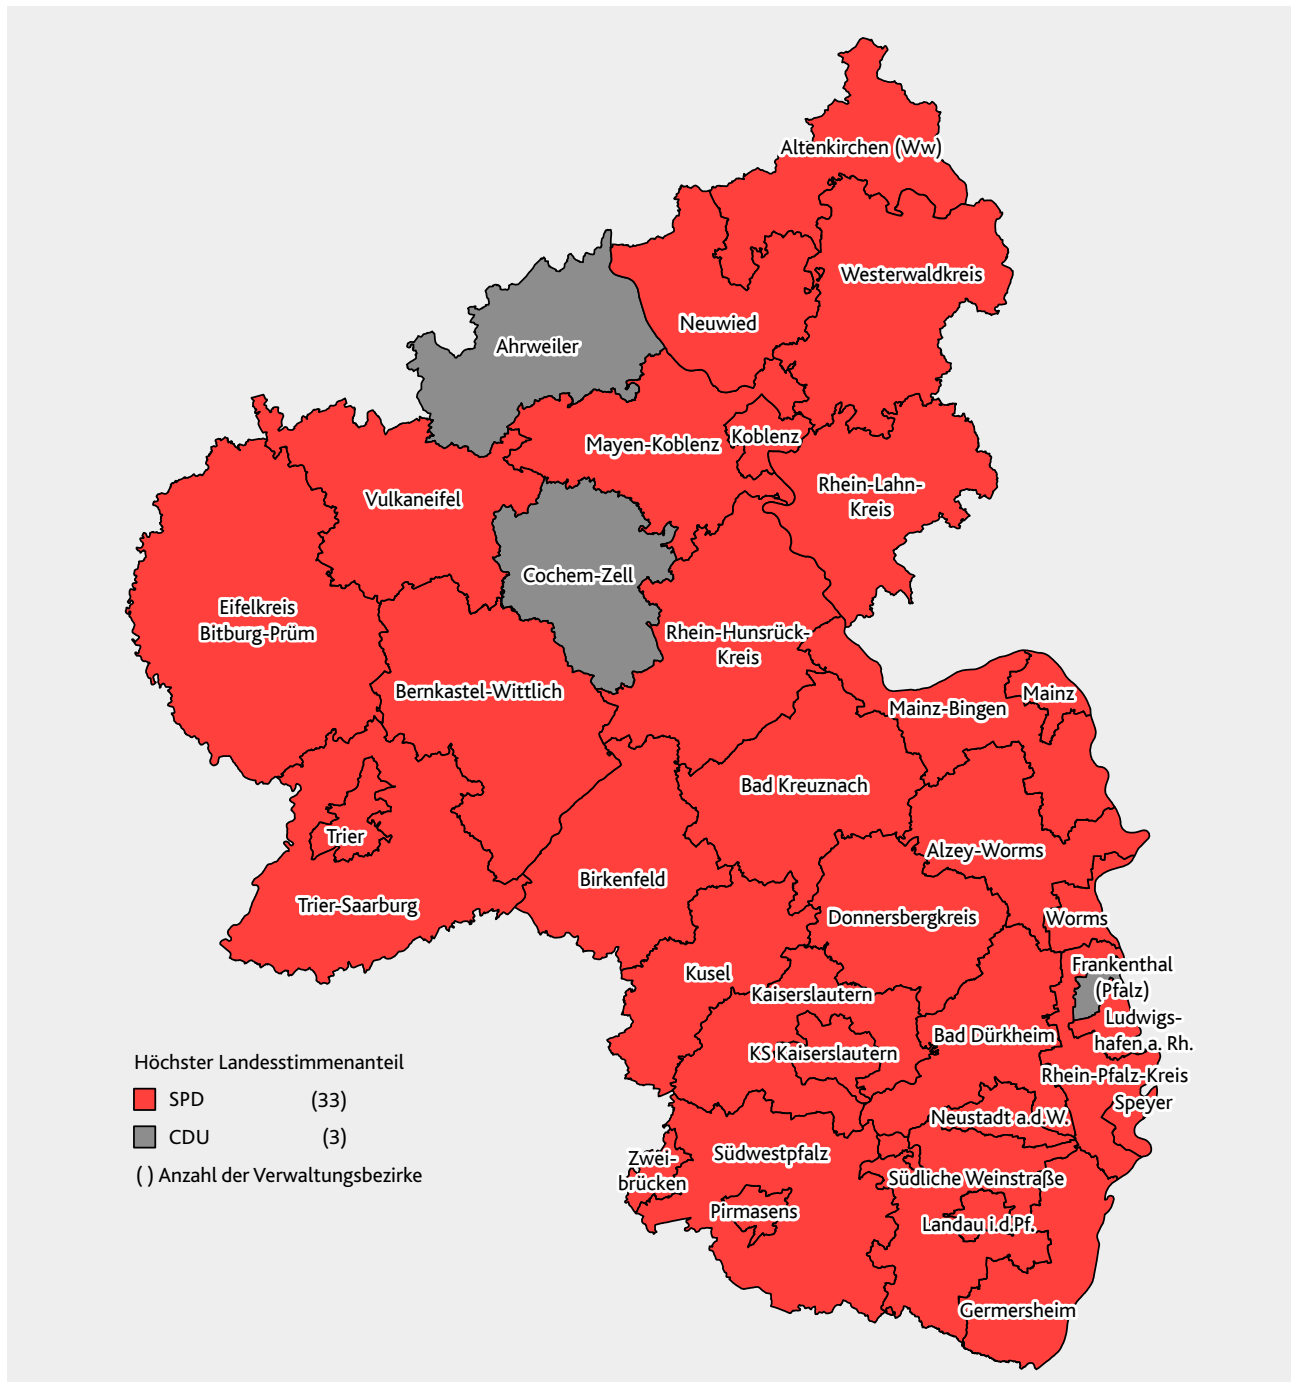 Altenkirchen (Ww)
Westerwaldkreis
Neuwied
Ahrweiler
Mayen-Koblenz
Koblenz
Rhein-Lahn-
Kreis
Vulkaneifel
Cochem-Zell
Eifelkreis
Bitburg-Prüm
Rhein-Hunsrück-
Kreis
Bernkastel-Wittlich
Mainz-Bingen
Mainz
Bad Kreuznach
Trier
Alzey-Worms
Birkenfeld
Trier-Saarburg
Donnersbergkreis
Worms
Kusel
Frankenthal
(Pfalz)
Kaiserslautern
Ludwigs-
hafen a. Rh.
Bad Dürkheim
KS Kaiserslautern
Rhein-Pfalz-Kreis
Speyer
Neustadt a.d.W.
Südwestpfalz
Zwei-
brücken
Südliche Weinstraße
Pirmasens
Landau i.d.Pf.
Germersheim
Höchster Landesstimmenanteil
SPD (33)
CDU (3)
( ) Anzahl der Verwaltungsbezirke